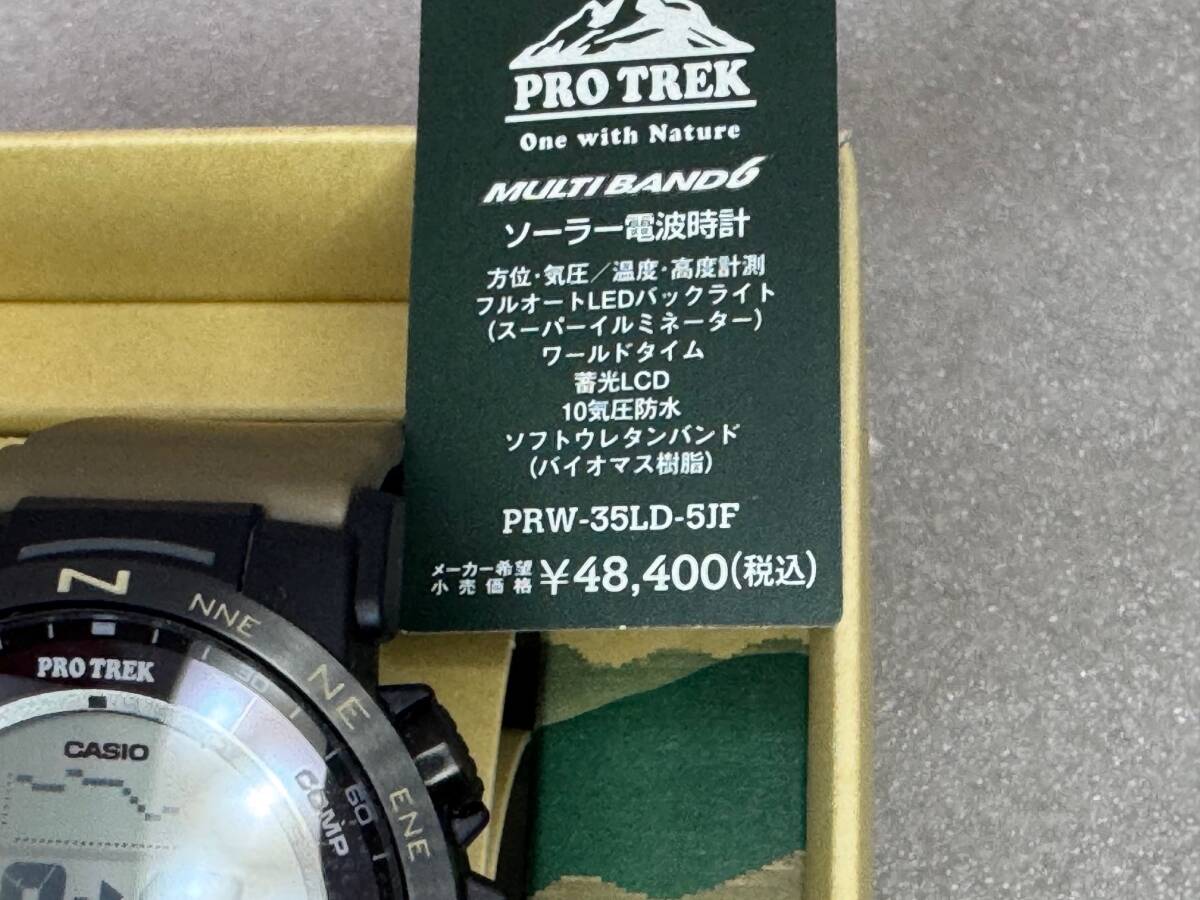 PRO TREK
One with Nature
MULTI BAND 6
ソーラー電波時計
方位・気圧／温度・高度計測
フルオートLEDバックライト
(スーパーイルミネーター)
ワールドタイム
蓄光LCD
10気圧防水
ソフトウレタンバンド
(バイオマス樹脂)
PRW-35LD-5JF
メーカー希望
小売価格 ¥48,400(税込)
N
NNE
NE
ENE
PRO TREK
CASIO
60
COMP